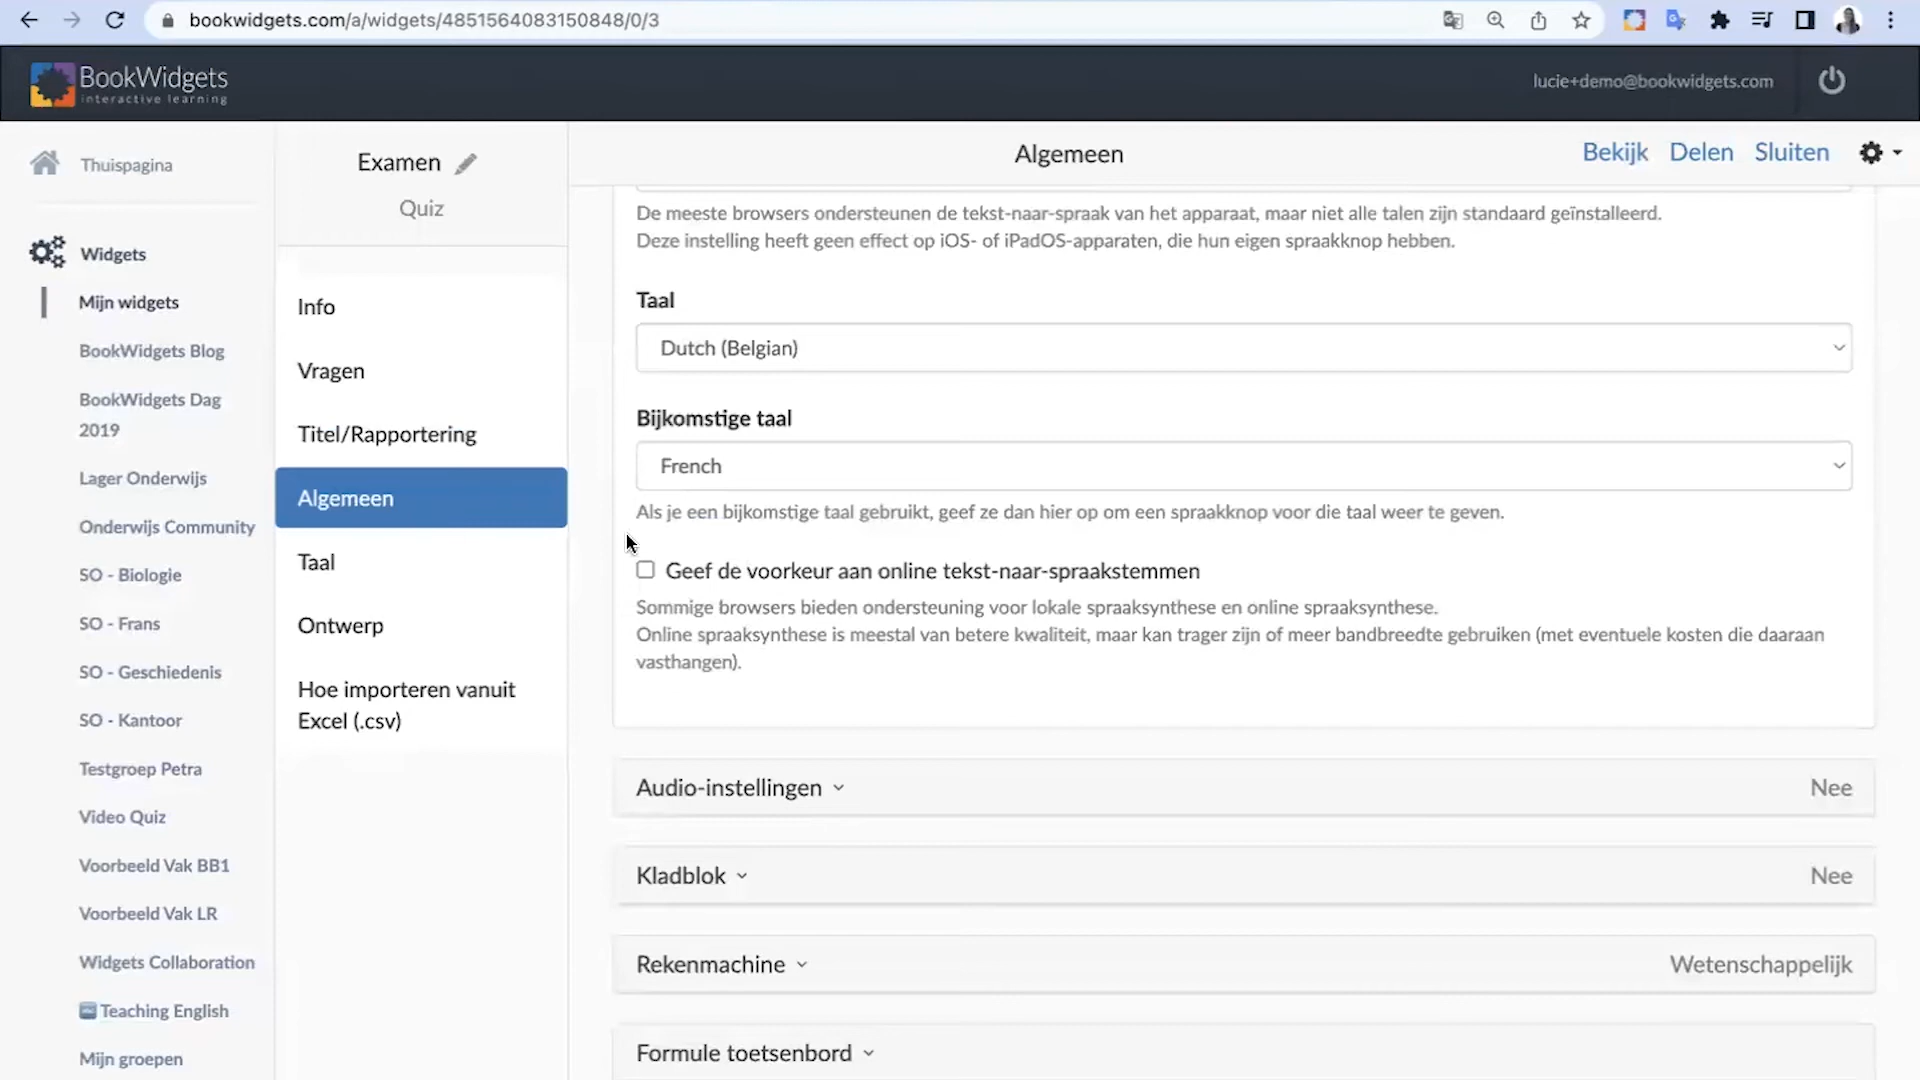 bookwidgets.com/a/widgets/4851564083150848/0/3
BookWidgets
interactive learning
lucie+demo@bookwidgets.com
Thuispagina
Widgets
Mijn widgets
BookWidgets Blog
BookWidgets Dag
2019
Lager Onderwijs
Onderwijs Community
SO - Biologie
SO - Frans
SO - Geschiedenis
SO - Kantoor
Testgroep Petra
Video Quiz
Voorbeeld Vak BB1
Voorbeeld Vak LR
Widgets Collaboration
Teaching English
Mijn groepen
Examen
Quiz
Info
Vragen
Titel/Rapportering
Algemeen
Taal
Ontwerp
Hoe importeren vanuit
Excel (.csv)
Algemeen
Bekijk Delen Sluiten
De meeste browsers ondersteunen de tekst-naar-spraak van het apparaat, maar niet alle talen zijn standaard geïnstalleerd.
Deze instelling heeft geen effect op iOS- of iPadOS-apparaten, die hun eigen spraakknop hebben.
Taal
Dutch (Belgian)
Bijkomstige taal
French
Als je een bijkomstige taal gebruikt, geef ze dan hier op om een spraakknop voor die taal weer te geven.
Geef de voorkeur aan online tekst-naar-spraakstemmen
Sommige browsers bieden ondersteuning voor lokale spraaksynthese en online spraaksynthese.
Online spraaksynthese is meestal van betere kwaliteit, maar kan trager zijn of meer bandbreedte gebruiken (met eventuele kosten die daaraan
vasthangen).
Audio-instellingen Nee
Kladblok Nee
Rekenmachine Wetenschappelijk
Formule toetsenbord